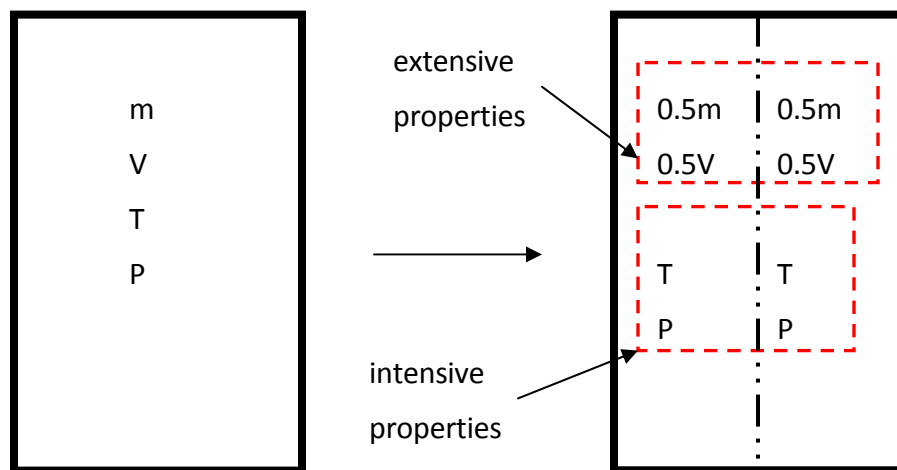 m
V
T
P
extensive
properties
0.5m 0.5m
0.5V 0.5V
T T
P P
intensive
properties